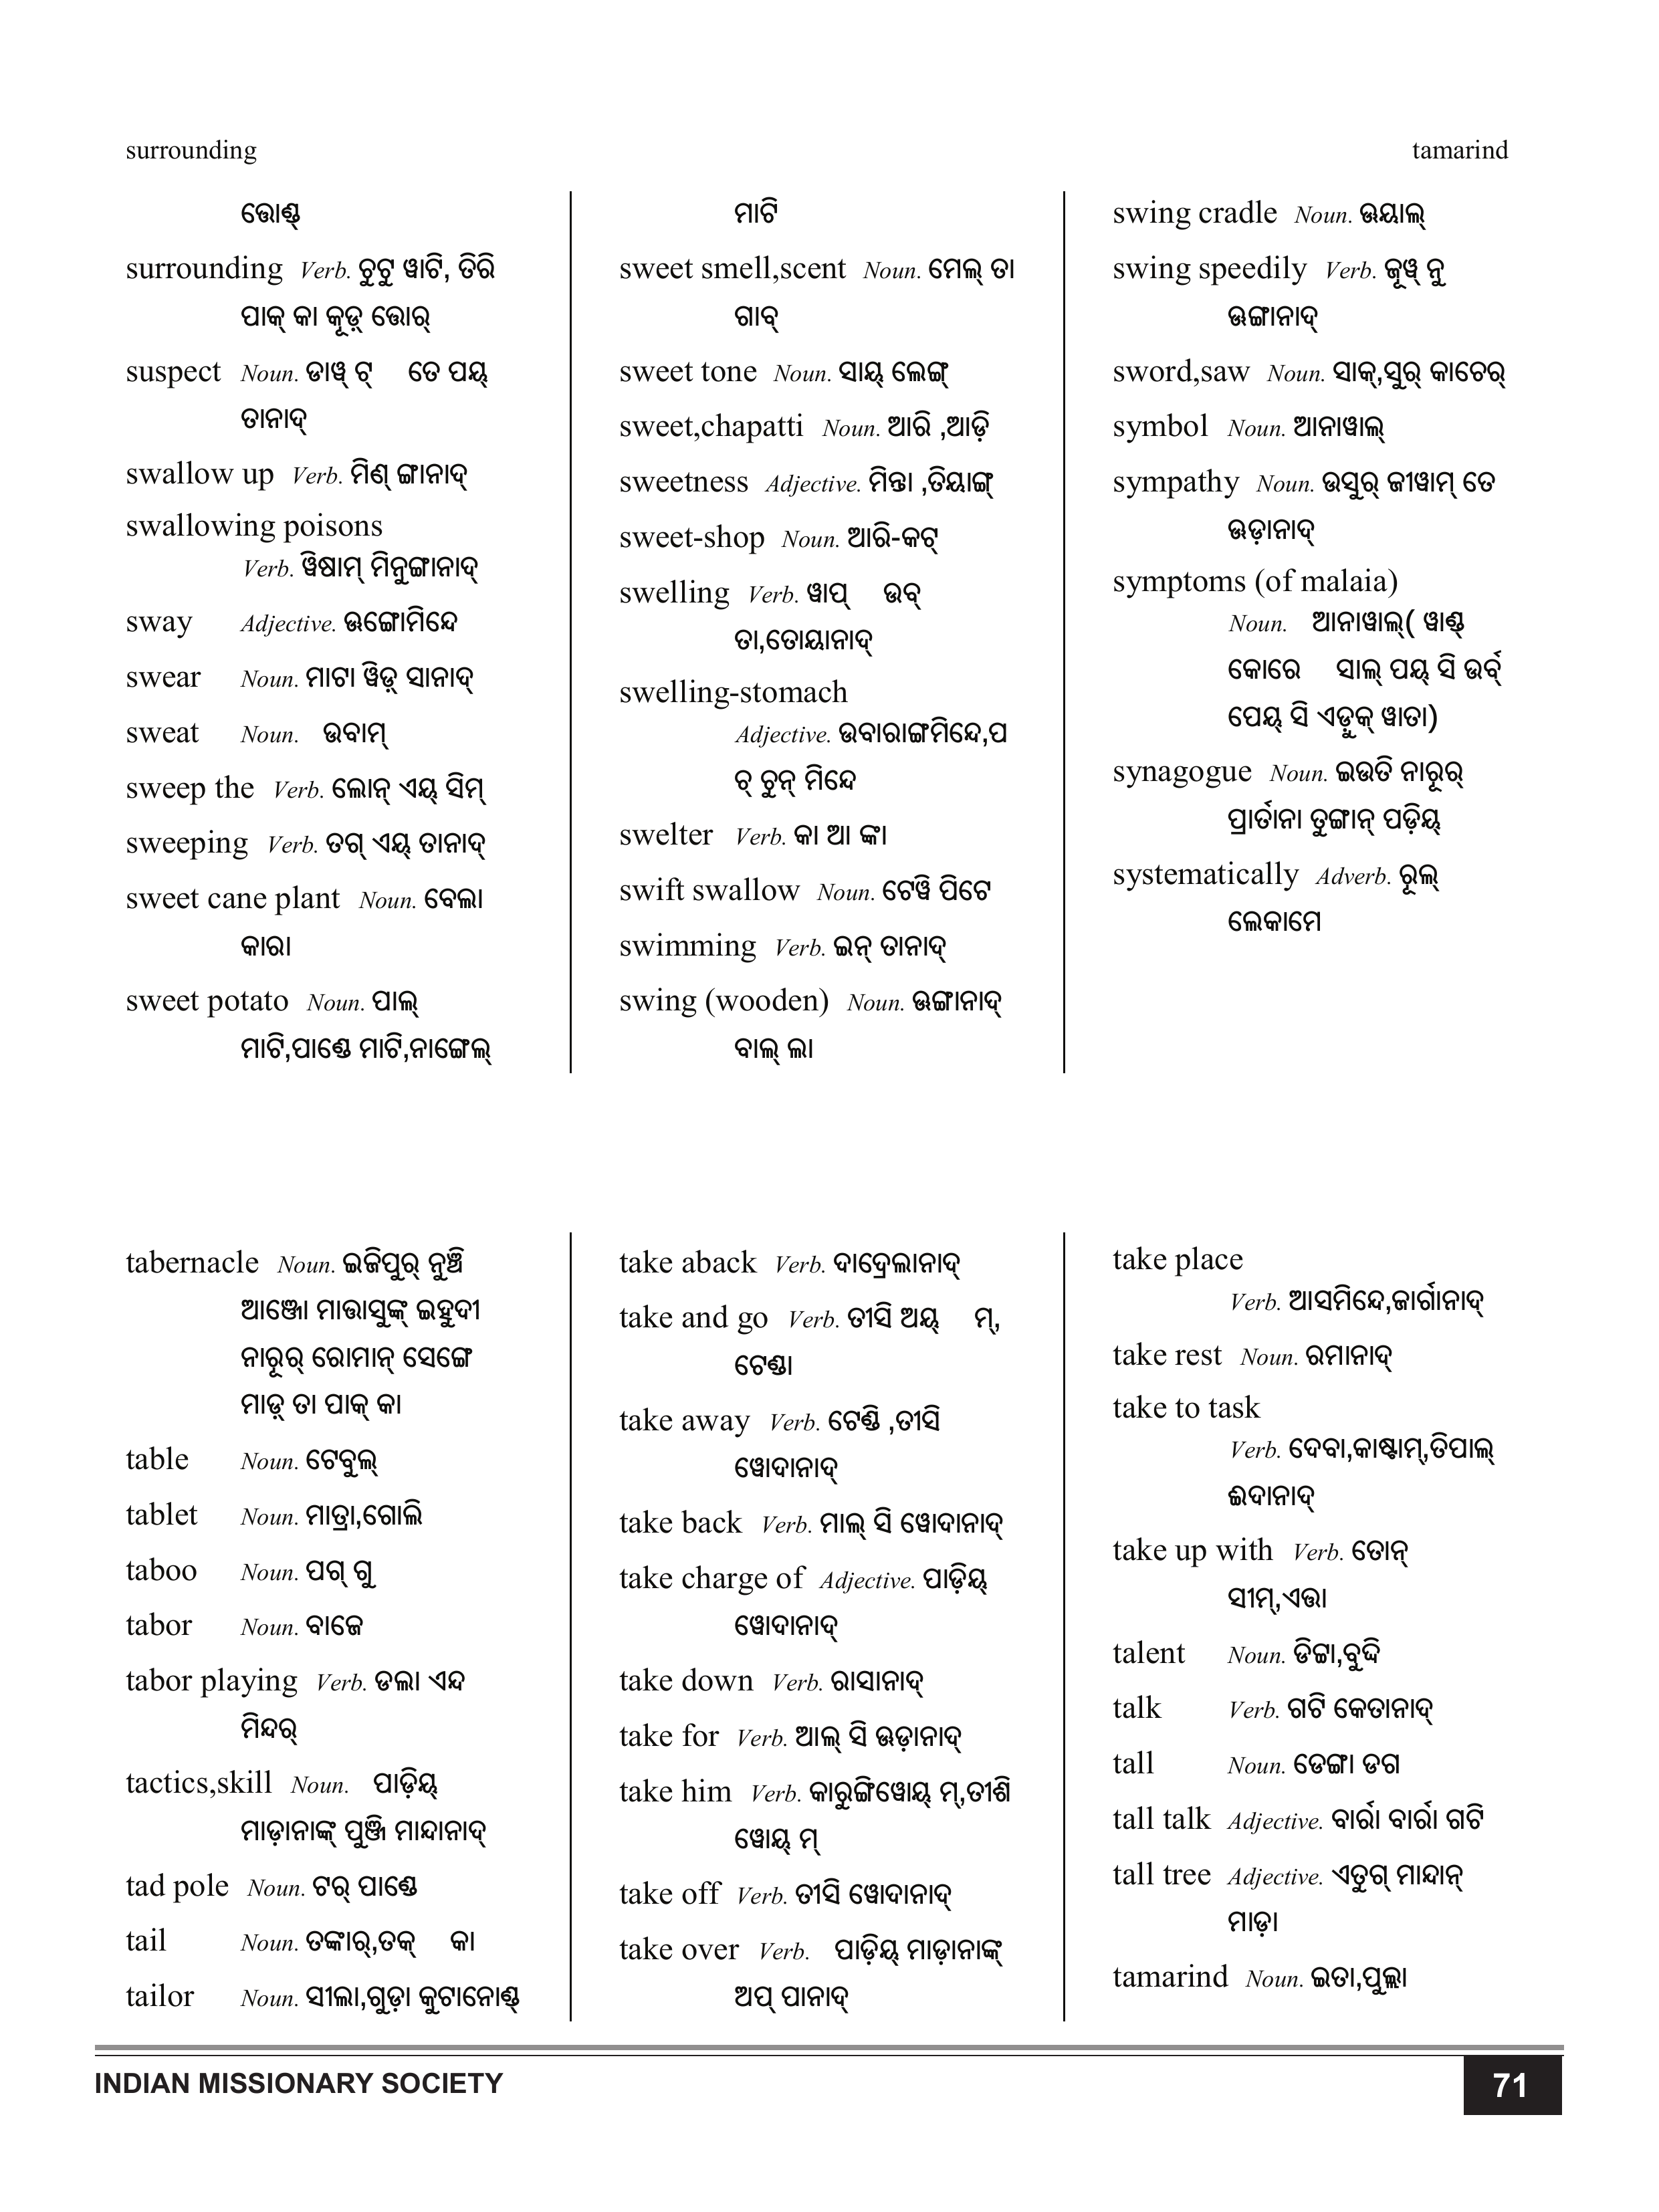 surrounding
tamarind
ତ୍ତୋଣ୍ଡ୍
surrounding Verb. ଚୁଟୁ ୱାଟି, ତିରି
ପାକ୍ କା କୂଡ଼୍ ତ୍ତୋର୍
suspect Noun. ଡାୱ୍ ଟ୍ ତେ ପୟ୍
ତାନାଦ୍
swallow up Verb. ମିଣ୍ ଙ୍ଗାନାଦ୍
swallowing poisons
Verb. ୱିଷାମ୍ ମିନୁଙ୍ଗାନାଦ୍
sway Adjective. ଊଙ୍ଗୋମିନ୍ଦେ
swear Noun. ମାଟା ୱିଡ଼୍ ସାନାଦ୍
sweat Noun. ଉବାମ୍
sweep the Verb. ଲୋନ୍ ଏୟ୍ ସିମ୍
sweeping Verb. ତଗ୍ ଏୟ୍ ତାନାଦ୍
sweet cane plant Noun. ବେଲା
କାରା
sweet potato Noun. ପାଲ୍
ମାଟି,ପାଣ୍ଡେ ମାଟି,ନାଙ୍ଗେଲ୍
ମାଟି
sweet smell,scent Noun. ମେଲ୍ ତା
ଗାବ୍
sweet tone Noun. ସାୟ୍ ଲେଙ୍ଗ୍
sweet,chapatti Noun. ଆରି ,ଆଡ଼ି
sweetness Adjective. ମିନ୍ତା ,ତିୟାଙ୍ଗ୍
sweet-shop Noun. ଆରି-କଟ୍
swelling Verb. ୱାପ୍ ଉବ୍
ତା,ତୋୟାନାଦ୍
swelling-stomach
Adjective. ଉବାରାଙ୍ଗମିନ୍ଦେ,ପ
ଚ୍ ଚୁନ୍ ମିନ୍ଦେ
swelter Verb. କା ଆ ଙ୍କା
swift swallow Noun. ଟେୱି ପିଟେ
swimming Verb. ଇନ୍ ତାନାଦ୍
swing (wooden) Noun. ଊଙ୍ଗାନାଦ୍
ବାଲ୍ ଲା
swing cradle Noun. ଊୟାଲ୍
swing speedily Verb. ଜୂୱ୍ ନୁ
ଊଙ୍ଗାନାଦ୍
sword,saw Noun. ସାକ୍,ସୁର୍ କାଚେର୍
symbol Noun. ଆନାୱାଲ୍
sympathy Noun. ଉସୁର୍ ଜୀୱାମ୍ ତେ
ଊଡ଼ାନାଦ୍
symptoms (of malaia)
Noun. ଆନାୱାଲ୍( ୱାଣ୍ଡ୍
କୋରେ ସାଲ୍ ପୟ୍ ସି ଉର୍ବ୍
ପେୟ୍ ସି ଏଡ଼ୁକ୍ ୱାତା)
synagogue Noun. ଇଉତି ନାରୂର୍
ପ୍ରାର୍ତାନା ତୁଙ୍ଗାନ୍ ପଡ଼ିୟ୍
systematically Adverb. ରୂଲ୍
ଲେକାମେ
tabernacle Noun. ଇଜିପୁର୍ ନୁଞ୍ଚି
ଆଞ୍ଜୋ ମାତ୍ତାସୁଙ୍କ୍ ଇହୁଦୀ
ନାରୂର୍ ରୋମାନ୍ ସେଙ୍ଗେ
ମାଡ଼୍ ତା ପାକ୍ କା
table Noun. ଟେବୁଲ୍
tablet Noun. ମାତ୍ରା,ଗୋଲି
taboo Noun. ପଗ୍ ଗୁ
tabor Noun. ବାଜେ
tabor playing Verb. ଡଲା ଏନ୍ଦ
ମିନ୍ଦର୍
tactics,skill Noun. ପାଡ଼ିୟ୍
ମାଡ଼ାନାଙ୍କ୍ ପୁଞ୍ଜି ମାନ୍ଦାନାଦ୍
tad pole Noun. ଟର୍ ପାଣ୍ଡେ
tail Noun. ତଙ୍କାର୍,ତକ୍ କା
tailor Noun. ସୀଲା,ଗୁଡ଼ା କୁଟାନୋଣ୍ଡ୍
take aback Verb. ଦାଦ୍ରେଲାନାଦ୍
take and go Verb. ତୀସି ଅୟ୍ ମ୍,
ଟେଣ୍ଡା
take away Verb. ଟେଣ୍ଡି ,ତୀସି
ୱୋଦାନାଦ୍
take back Verb. ମାଲ୍ ସି ୱୋଦାନାଦ୍
take charge of Adjective. ପାଡ଼ିୟ୍
ୱୋଦାନାଦ୍
take down Verb. ରାସାନାଦ୍
take for Verb. ଆଲ୍ ସି ଊଡ଼ାନାଦ୍
take him Verb. କାରୁଙ୍ଗିୱୋୟ୍ ମ୍,ତୀଶି
ୱୋୟ୍ ମ୍
take off Verb. ତୀସି ୱୋଦାନାଦ୍
take over Verb. ପାଡ଼ିୟ୍ ମାଡ଼ାନାଙ୍କ୍
ଅପ୍ ପାନାଦ୍
take place
Verb. ଆସମିନ୍ଦେ,ଜାର୍ଗାନାଦ୍
take rest Noun. ରମାନାଦ୍
take to task
Verb. ଦେବା,କାଷ୍ଟାମ୍,ତିପାଲ୍
ଈଦାନାଦ୍
take up with Verb. ତୋନ୍
ସୀମ୍,ଏତ୍ତା
talent Noun. ଡିଟ୍ଟା,ବୁଦ୍ଦି
talk Verb. ଗଟି କେତାନାଦ୍
tall Noun. ଡେଙ୍ଗା ଡଗ
tall talk Adjective. ବାର୍ରା ବାର୍ରା ଗଟି
tall tree Adjective. ଏତୁଗ୍ ମାନ୍ଦାନ୍
ମାଡ଼ା
tamarind Noun. ଇତା,ପୁଲ୍ଲା
INDIAN MISSIONARY SOCIETY
71